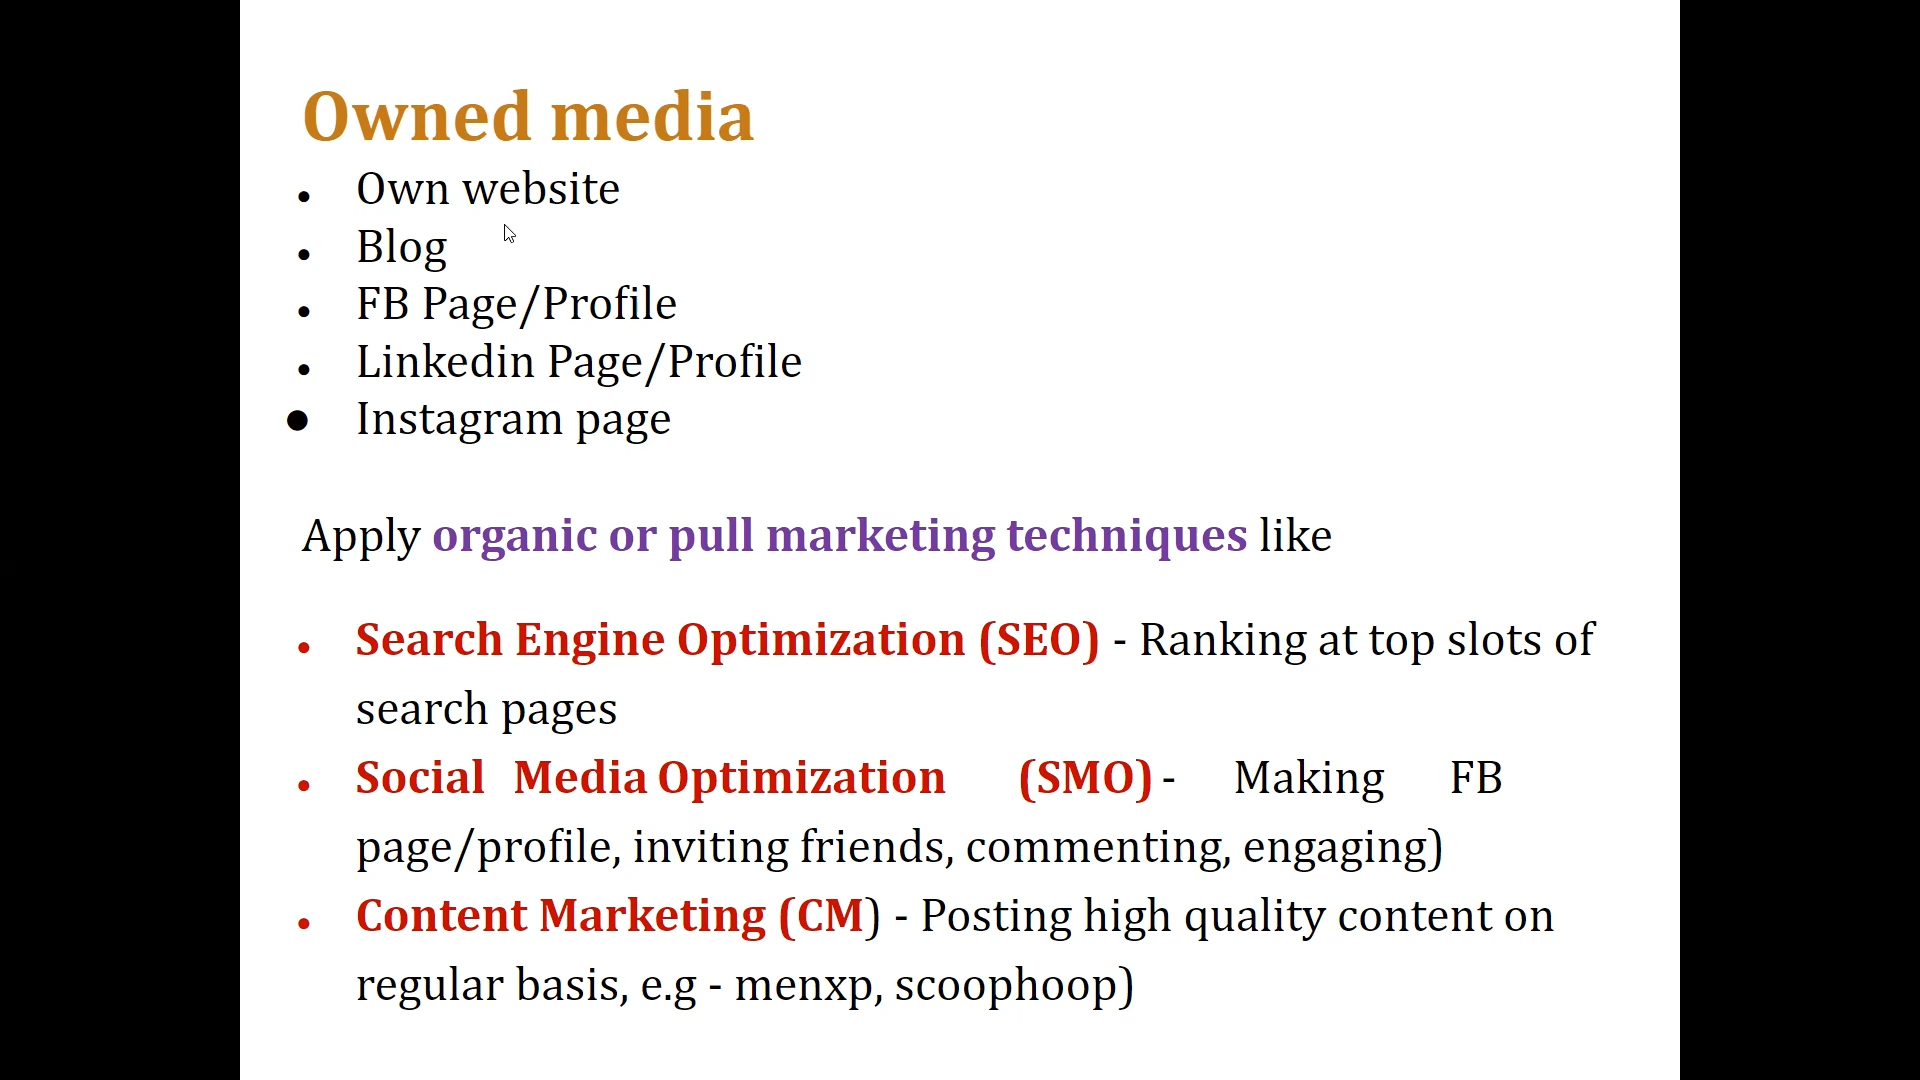 Owned media
• Own website
• Blog
• FB Page/Profile
• Linkedin Page/Profile
• Instagram page
Apply organic or pull marketing techniques like
• Search Engine Optimization (SEO) - Ranking at top slots of
search pages
• Social Media Optimization (SMO) - Making FB
page/profile, inviting friends, commenting, engaging)
• Content Marketing (CM) - Posting high quality content on
regular basis, e.g - menxp, scoophoop)